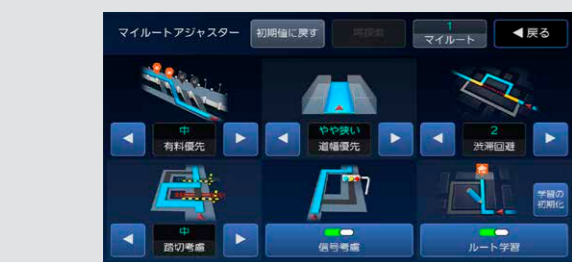 マイルートアジャスター
初期値に戻す
再探索
1
マイルート
◀戻る
中
有料優先
やや狭い
道幅優先
2
渋滞回避
中
踏切考慮
信号考慮
学習の
初期化
ルート学習